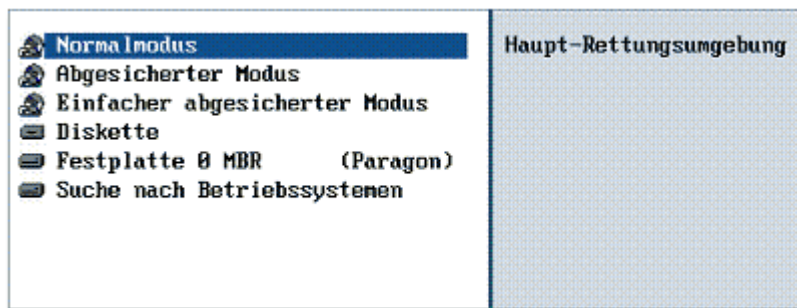 Normalmodus
Abgesicherter Modus
Einfacher abgesicherter Modus
Diskette
Festplatte 0 MBR (Paragon)
Suche nach Betriebssystemen
Haupt-Rettungsumgebung